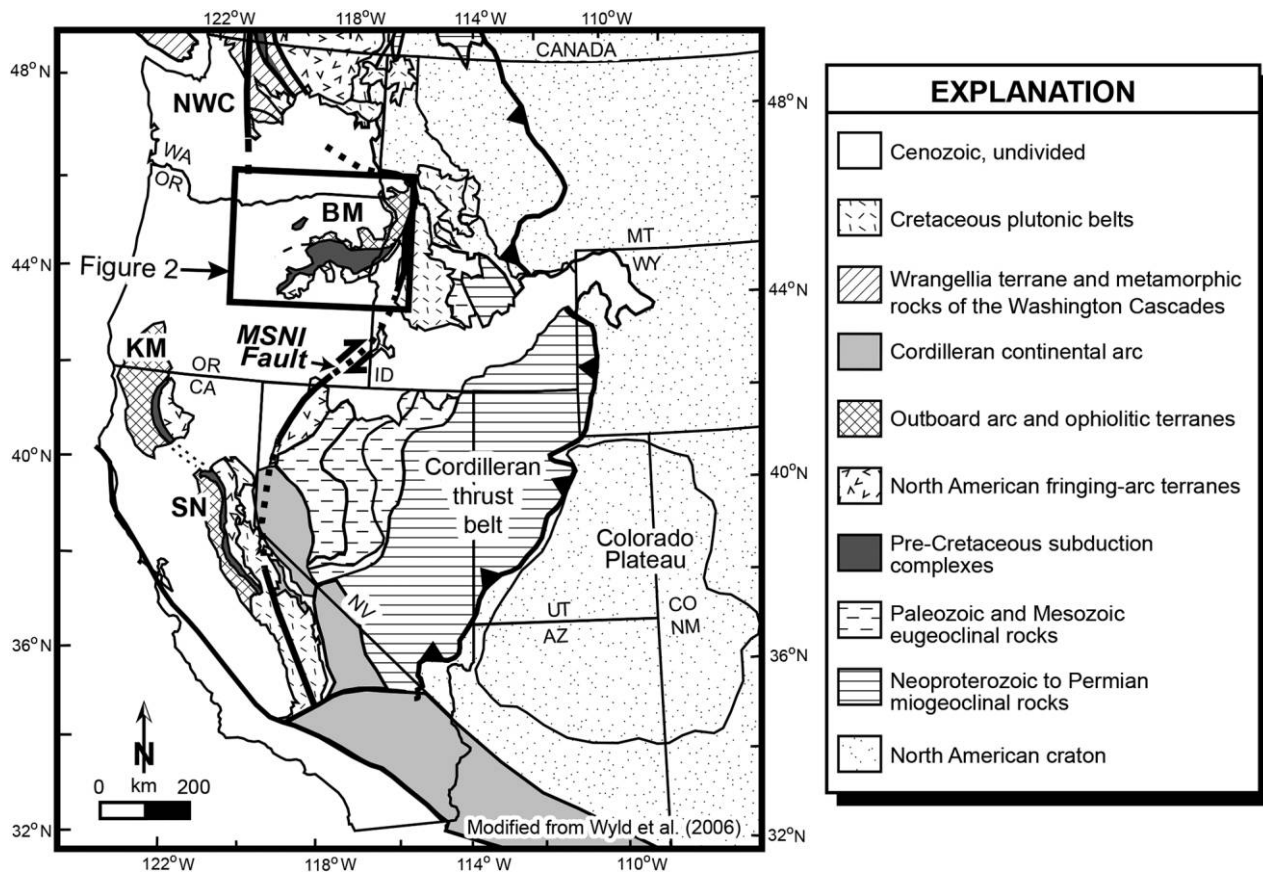 122°W 118°W 114°W 110°W
CANADA
48°N
48°N
NWC
WA
OR
BM
MT
WY
44°N
44°N
Figure 2
MSNI
Fault
KM
OR
CA
ID
40°N
40°N
Cordilleran
thrust
belt
SN
Colorado
Plateau
NV
UT
AZ
CO
NM
36°N
36°N
N
0 km 200
32°N
32°N
Modified from Wyld et al. (2006)
122°W 118°W 114°W 110°W
EXPLANATION
Cenozoic, undivided
Cretaceous plutonic belts
Wrangellia terrane and metamorphic
rocks of the Washington Cascades
Cordilleran continental arc
Outboard arc and ophiolitic terranes
North American fringing-arc terranes
Pre-Cretaceous subduction
complexes
Paleozoic and Mesozoic
eugeoclinal rocks
Neoproterozoic to Permian
miogeoclinal rocks
North American craton